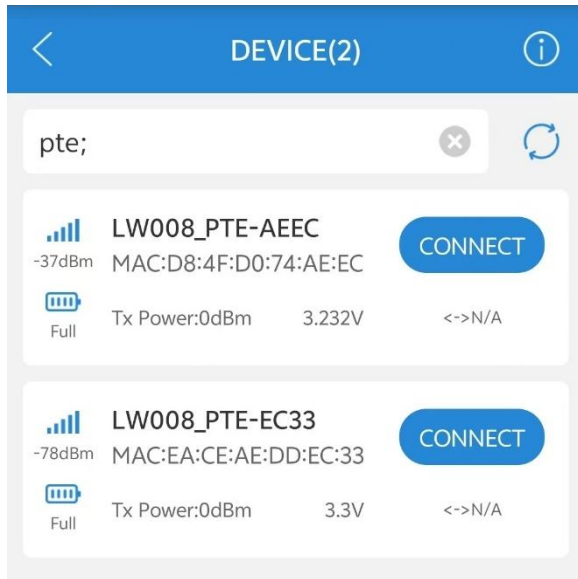 DEVICE(2)
pte;
LW008_PTE-AEEC
CONNECT
-37dBm
MAC:D8:4F:D0:74:AE:EC
Full
Tx Power:0dBm
3.232V
<->N/A
LW008_PTE-EC33
CONNECT
-78dBm
MAC:EA:CE:AE:DD:EC:33
Full
Tx Power:0dBm
3.3V
<->N/A